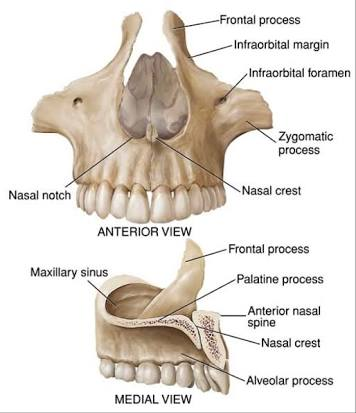 Frontal process
Infraorbital margin
Infraorbital foramen
Zygomatic
process
Nasal notch
Nasal crest
ANTERIOR VIEW
Frontal process
Maxillary sinus
Palatine process
Anterior nasal
spine
Nasal crest
Alveolar process
MEDIAL VIEW